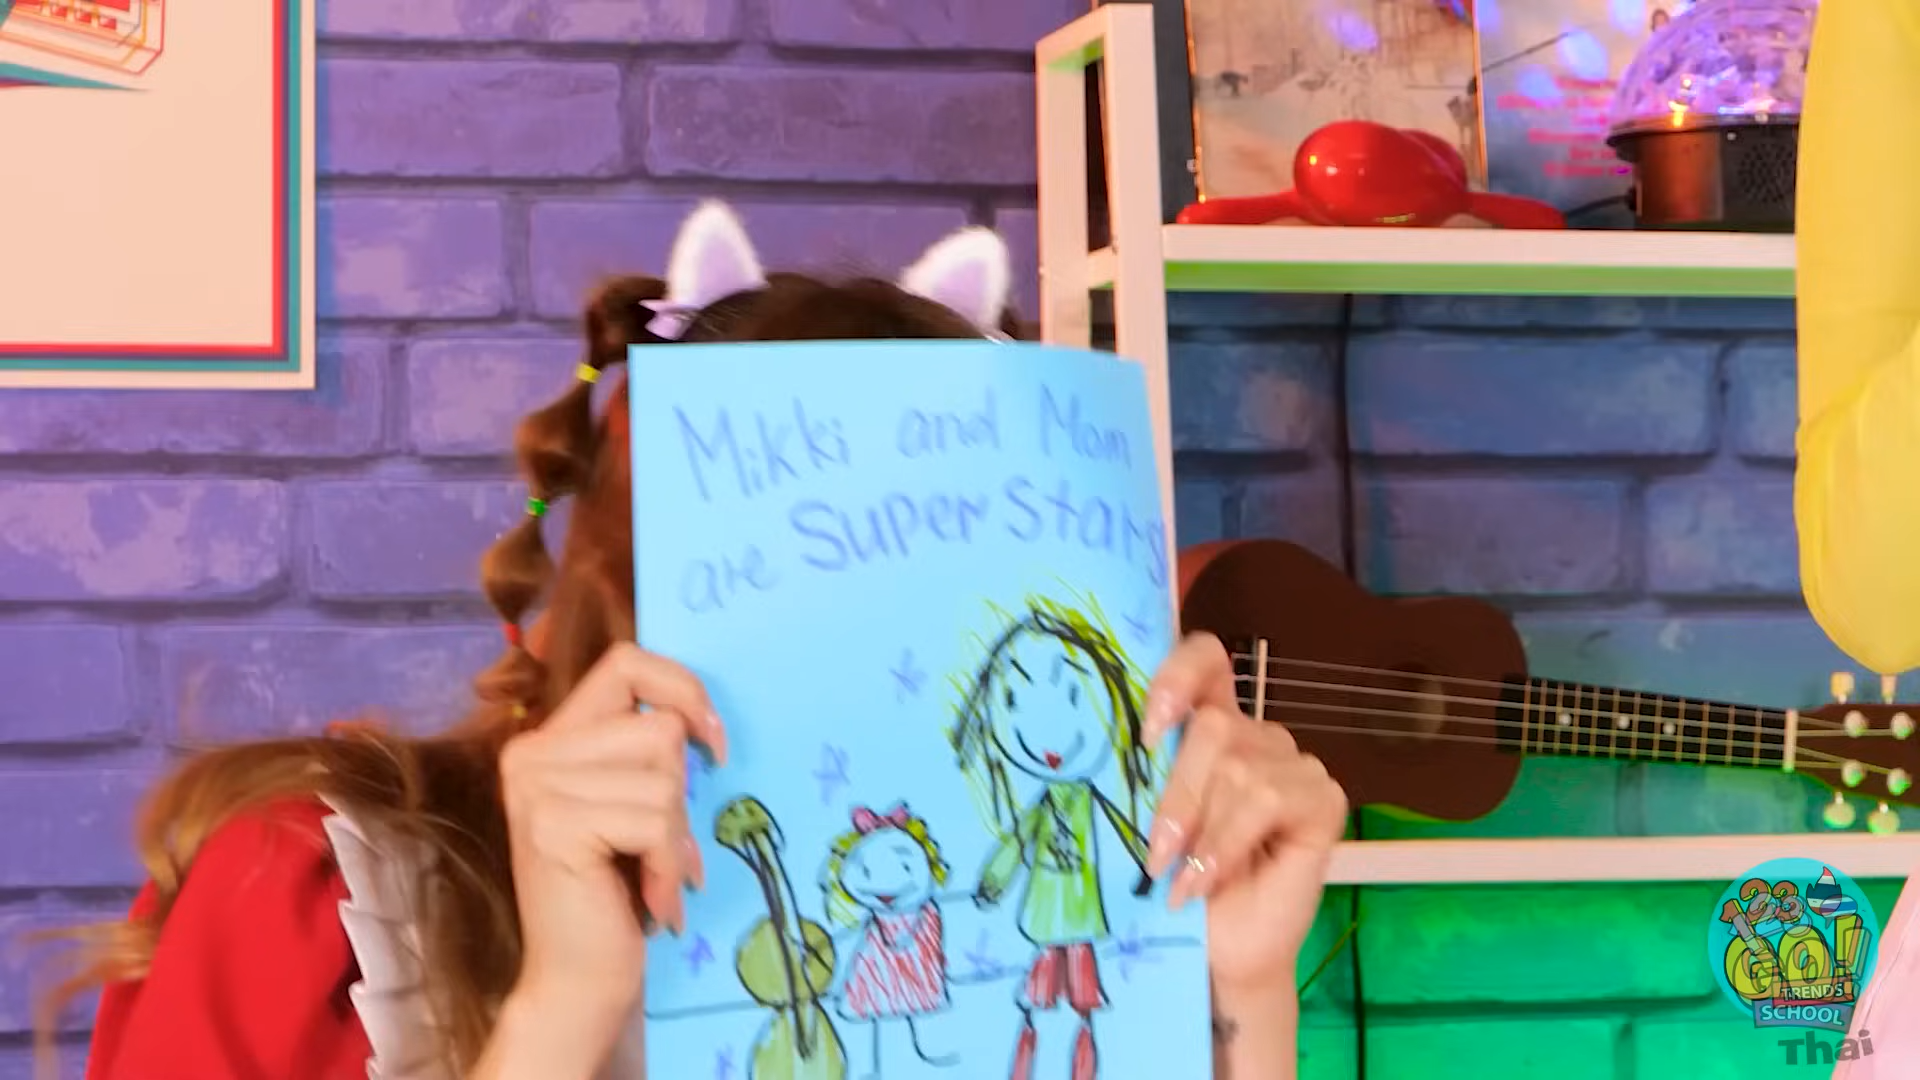 Mikki and Mom
are Super Stars
123
GO!
TRENDS
SCHOOL
Thai